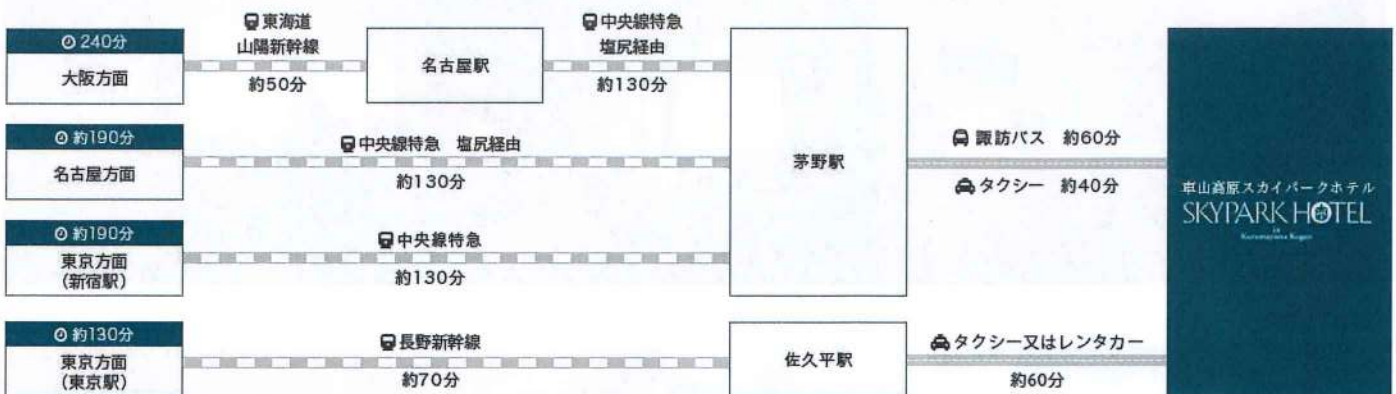 240分
大阪方面
東海道
山陽新幹線
約50分
名古屋駅
中央線特急
塩尻経由
約130分
約190分
名古屋方面
中央線特急 塩尻経由
約130分
約190分
東京方面
(新宿駅)
中央線特急
約130分
茅野駅
諏訪バス 約60分
タクシー 約40分
約130分
東京方面
(東京駅)
長野新幹線
約70分
佐久平駅
タクシー又はレンタカー
約60分
車山高原スカイパークホテル
SKYPARK HOTEL
in
Kurumayama Kogen